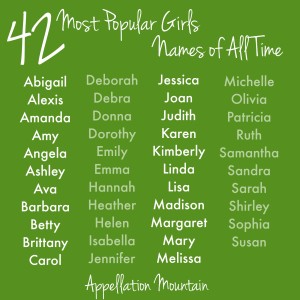 42 Most Popular Girls
Names of All Time
Abigail
Alexis
Amanda
Amy
Angela
Ashley
Ava
Barbara
Betty
Brittany
Carol
Deborah
Debra
Donna
Dorothy
Emily
Emma
Hannah
Heather
Helen
Isabella
Jennifer
Jessica
Joan
Judith
Karen
Kimberly
Linda
Lisa
Madison
Margaret
Mary
Melissa
Michelle
Olivia
Patricia
Ruth
Samantha
Sandra
Sarah
Shirley
Sophia
Susan
Appellation Mountain